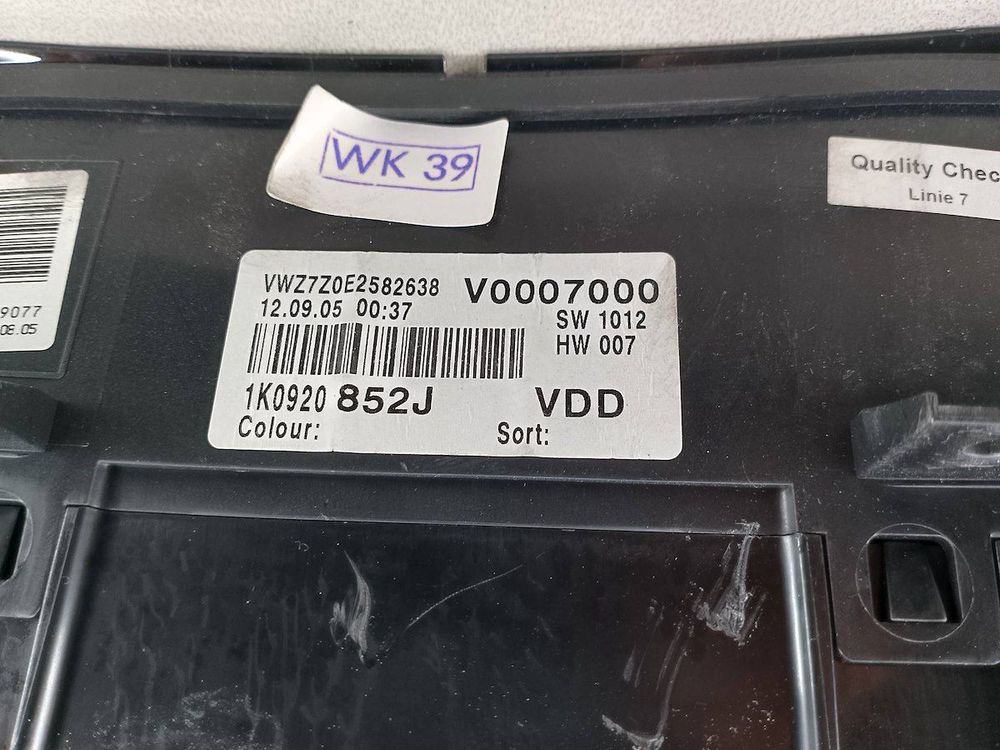 WK 39
Quality Chec
Linie 7
9077
08.05
VWZ7Z0E2582638 V0007000
12.09.05 00:37 SW 1012
HW 007
1K0920 852J VDD
Colour: Sort: